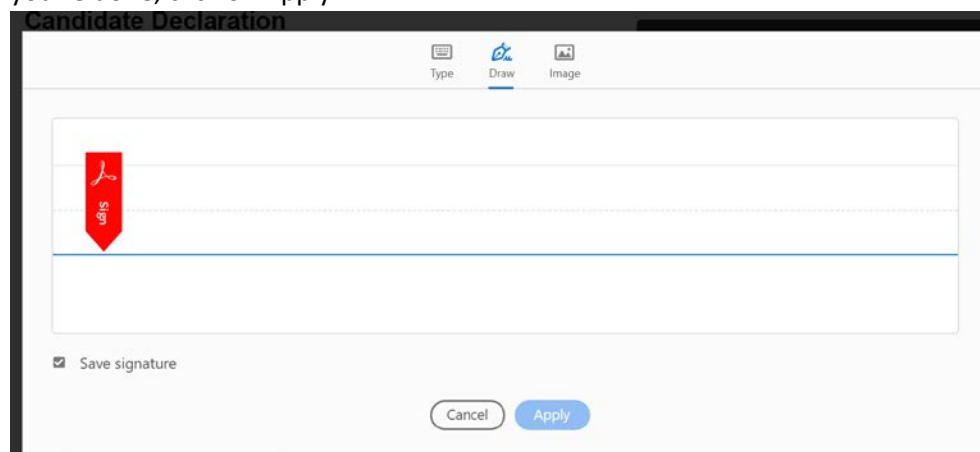 Candidate Declaration
Type Draw Image
Sign
Save signature
Cancel Apply